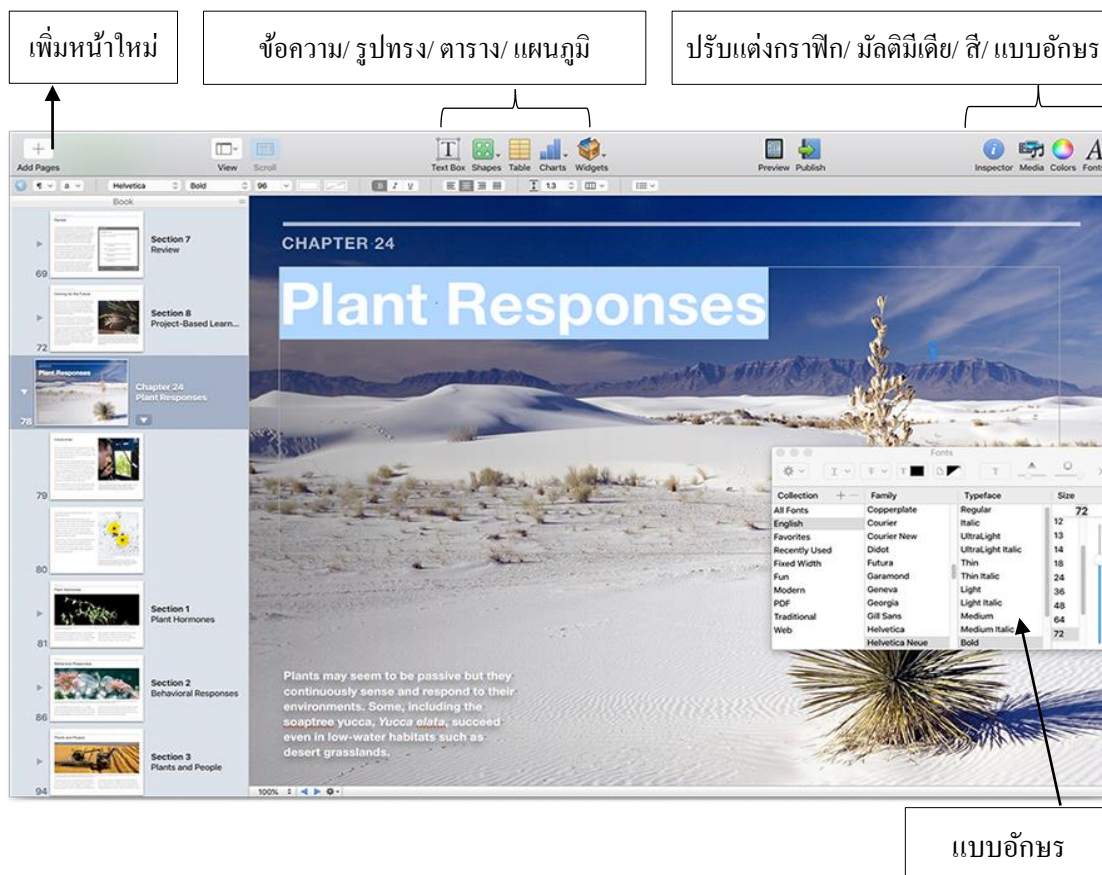 เพิ่มหน้าใหม่
ข้อความ/ รูปทรง/ ตาราง/ แผนภูมิ
ปรับแต่งกราฟิก/ มัลติมีเดีย/ สี/ แบบอักษร
Add Pages View Scroll Text Box Shapes Table Charts Widgets Preview Publish Inspector Media Colors Fonts
a Helvetica Bold 96 B I U 1.3
Book
Section 7
Review
69
Section 8
Project-Based Learn...
72
Plant Responses
Chapter 24
Plant Responses
78
79
80
Section 1
Plant Hormones
81
Section 2
Behavioral Responses
86
Section 3
Plants and People
94
CHAPTER 24
Plant Responses
Plants may seem to be passive but they
continuously sense and respond to their
environments. Some, including the
soaptree yucca, Yucca elata, succeed
even in low-water habitats such as
desert grasslands.
Fonts
Collection + − Family Typeface Size
All Fonts Copperplate Regular 72
English Courier Italic 12
Favorites Courier New UltraLight 13
Recently Used Didot UltraLight Italic 14
Fixed Width Futura Thin 18
Fun Garamond Thin Italic 24
Modern Geneva Light 36
PDF Georgia Light Italic 48
Traditional Gill Sans Medium 64
Web Helvetica Medium Italic 72
Helvetica Neue Bold
100%
แบบอักษร